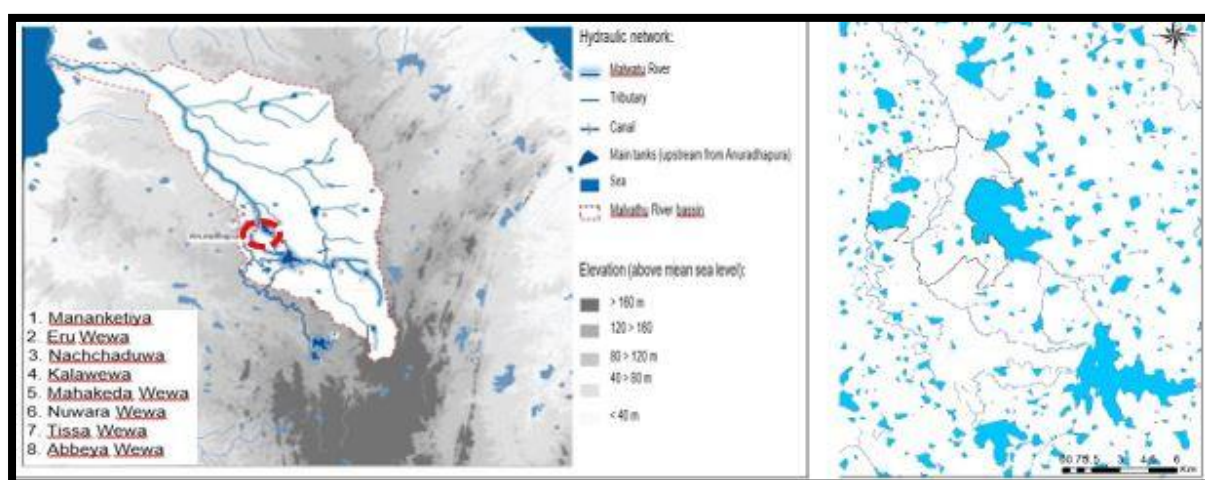 Hydraulic network:
Malwatu River
Tributary
Canal
Main tanks (upstream from Anuradhapura)
Sea
Malvathu River bassin
Elevation (above mean sea level):
> 160 m
120 > 160
80 > 120 m
40 > 80 m
< 40 m
1. Mananketiya
2. Eru Wewa
3. Nachchaduwa
4. Kalawewa
5. Mahakeda Wewa
6. Nuwara Wewa
7. Tissa Wewa
8. Abbeya Wewa
Km